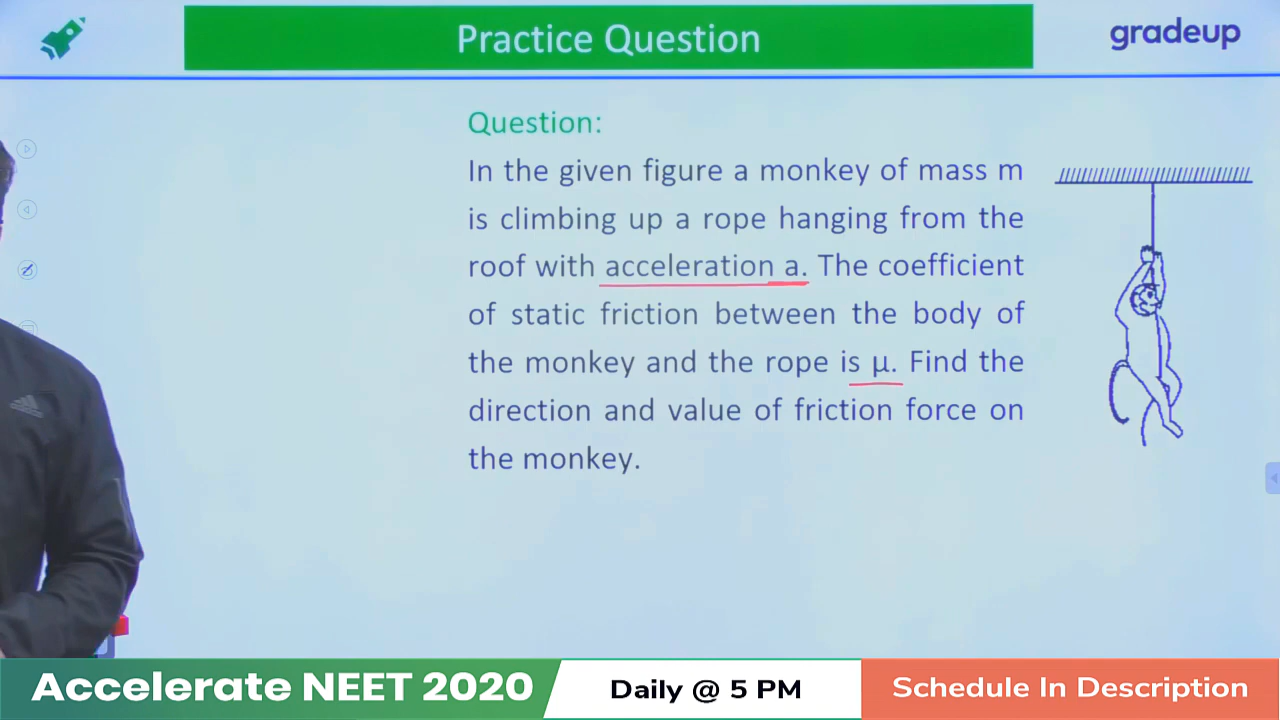 Practice Question
gradeup
Question:
In the given figure a monkey of mass m
is climbing up a rope hanging from the
roof with acceleration a. The coefficient
of static friction between the body of
the monkey and the rope is μ. Find the
direction and value of friction force on
the monkey.
Accelerate NEET 2020
Daily @ 5 PM
Schedule In Description